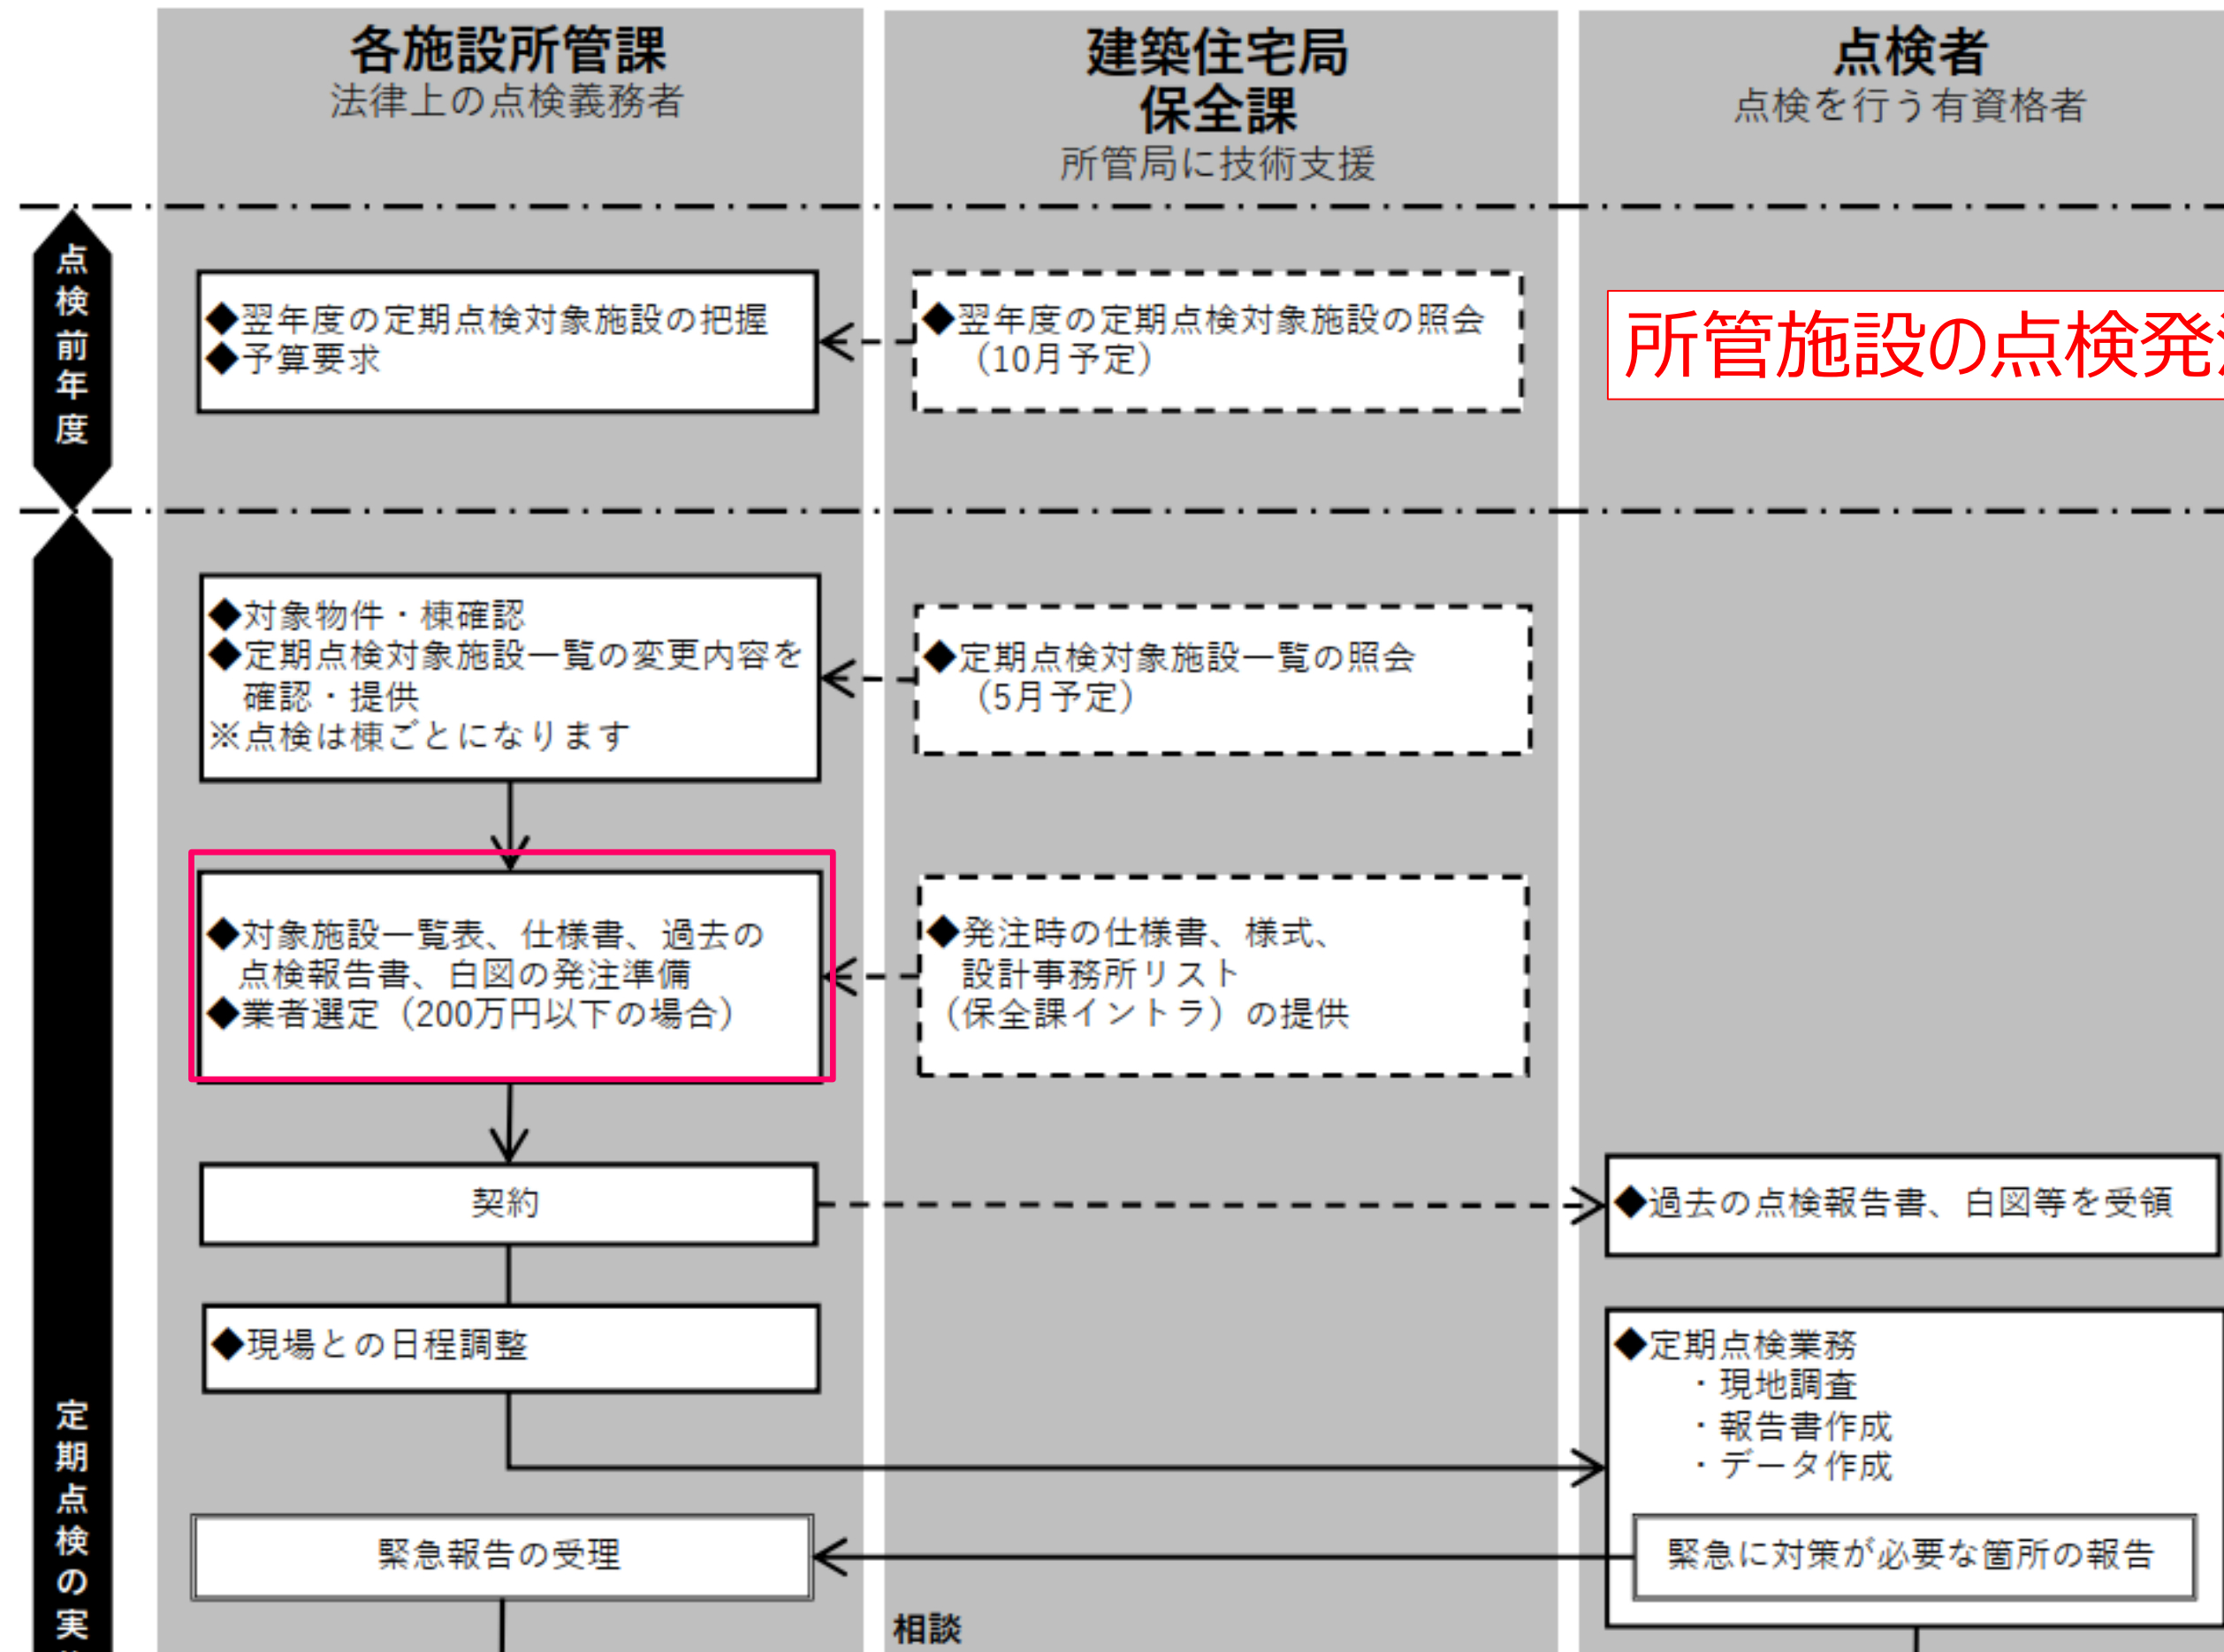 各施設所管課
法律上の点検義務者
建築住宅局
保全課
所管局に技術支援
点検者
点検を行う有資格者
点検前年度
◆翌年度の定期点検対象施設の把握
◆予算要求
◆翌年度の定期点検対象施設の照会
（10月予定）
所管施設の点検発
◆対象物件・棟確認
◆定期点検対象施設一覧の変更内容を
確認・提供
※点検は棟ごとになります
◆定期点検対象施設一覧の照会
（5月予定）
◆対象施設一覧表、仕様書、過去の
点検報告書、白図の発注準備
◆業者選定（200万円以下の場合）
◆発注時の仕様書、様式、
設計事務所リスト
（保全課イントラ）の提供
契約
◆過去の点検報告書、白図等を受領
◆現場との日程調整
◆定期点検業務
・現地調査
・報告書作成
・データ作成
定期点検の実
緊急報告の受理
緊急に対策が必要な箇所の報告
相談